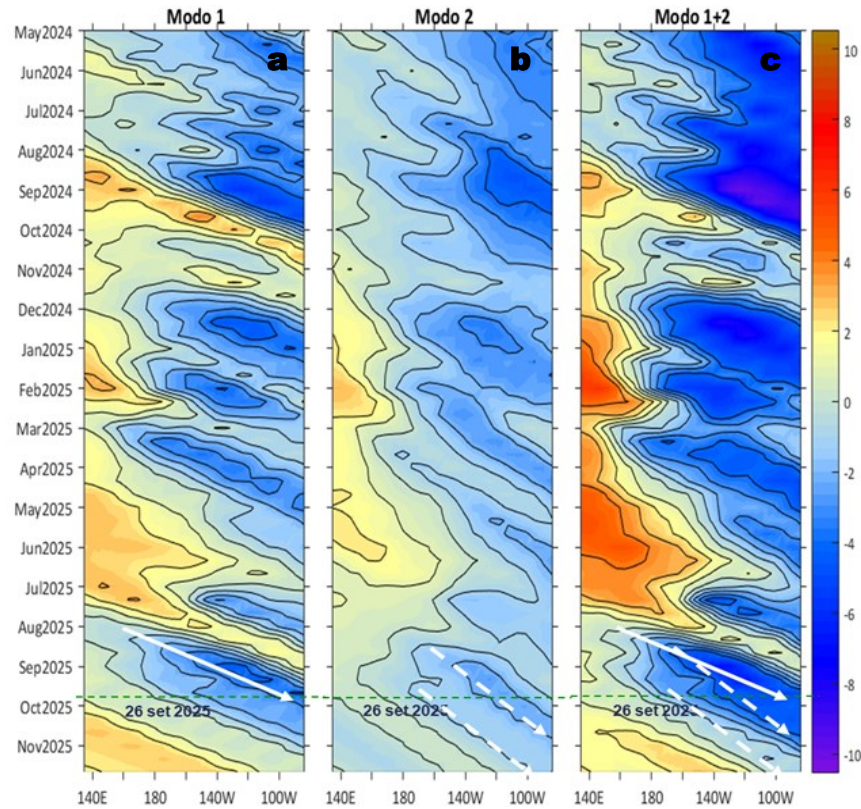 Modo 1
Modo 2
Modo 1+2
a
b
c
May2024
Jun2024
Jul2024
Aug2024
Sep2024
Oct2024
Nov2024
Dec2024
Jan2025
Feb2025
Mar2025
Apr2025
May2025
Jun2025
Jul2025
Aug2025
Sep2025
Oct2025
Nov2025
26 set 2025
26 set
26 set
140E 180 140W 100W
140E 180 140W 100W
140E 180 140W 100W
10
8
6
4
2
0
-2
-4
-6
-8
-10